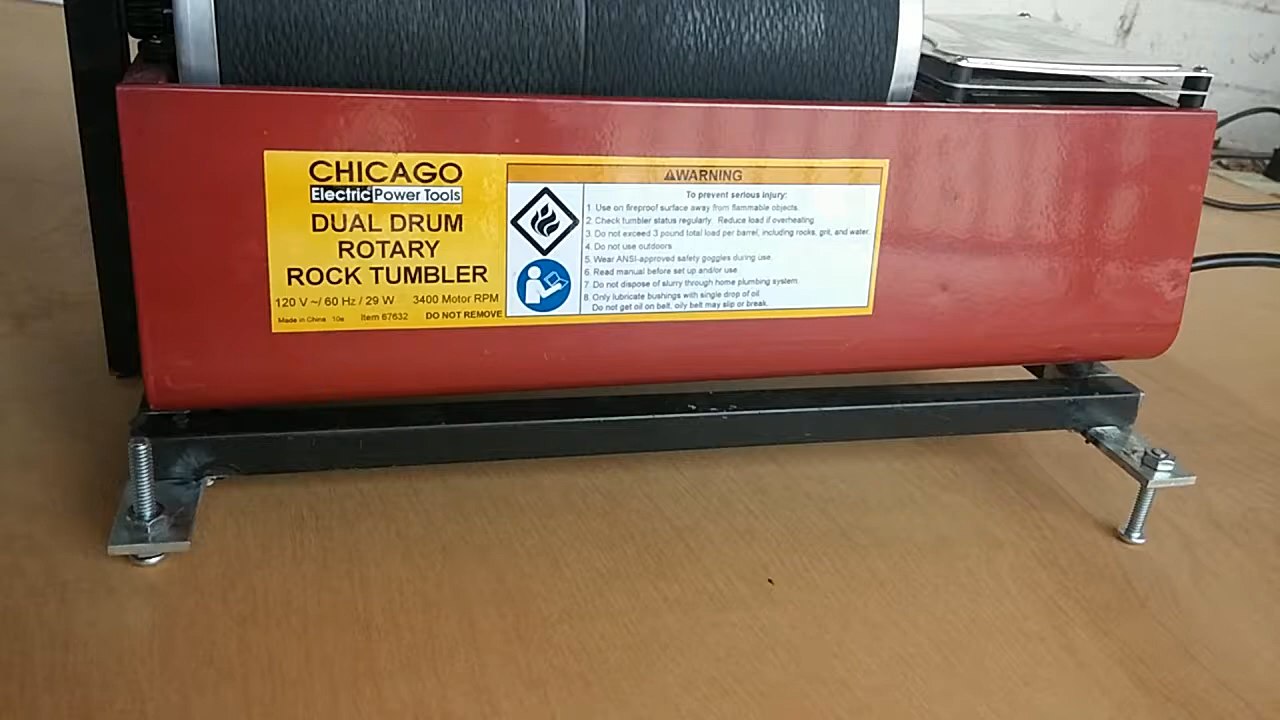 CHICAGO
Electric Power Tools
DUAL DRUM
ROTARY
ROCK TUMBLER
120 V ~/ 60 Hz / 29 W 3400 Motor RPM
Made in China 10a Item 67632 DO NOT REMOVE
⚠WARNING
To prevent serious injury:
1. Use on fireproof surface away from flammable objects.
2. Check tumbler status regularly. Reduce load if overheating.
3. Do not exceed 3 pound total load per barrel, including rocks, grit, and water.
4. Do not use outdoors.
5. Wear ANSI-approved safety goggles during use.
6. Read manual before set up and/or use.
7. Do not dispose of slurry through home plumbing system.
8. Only lubricate bushings with single drop of oil.
Do not get oil on belt, oily belt may slip or break.